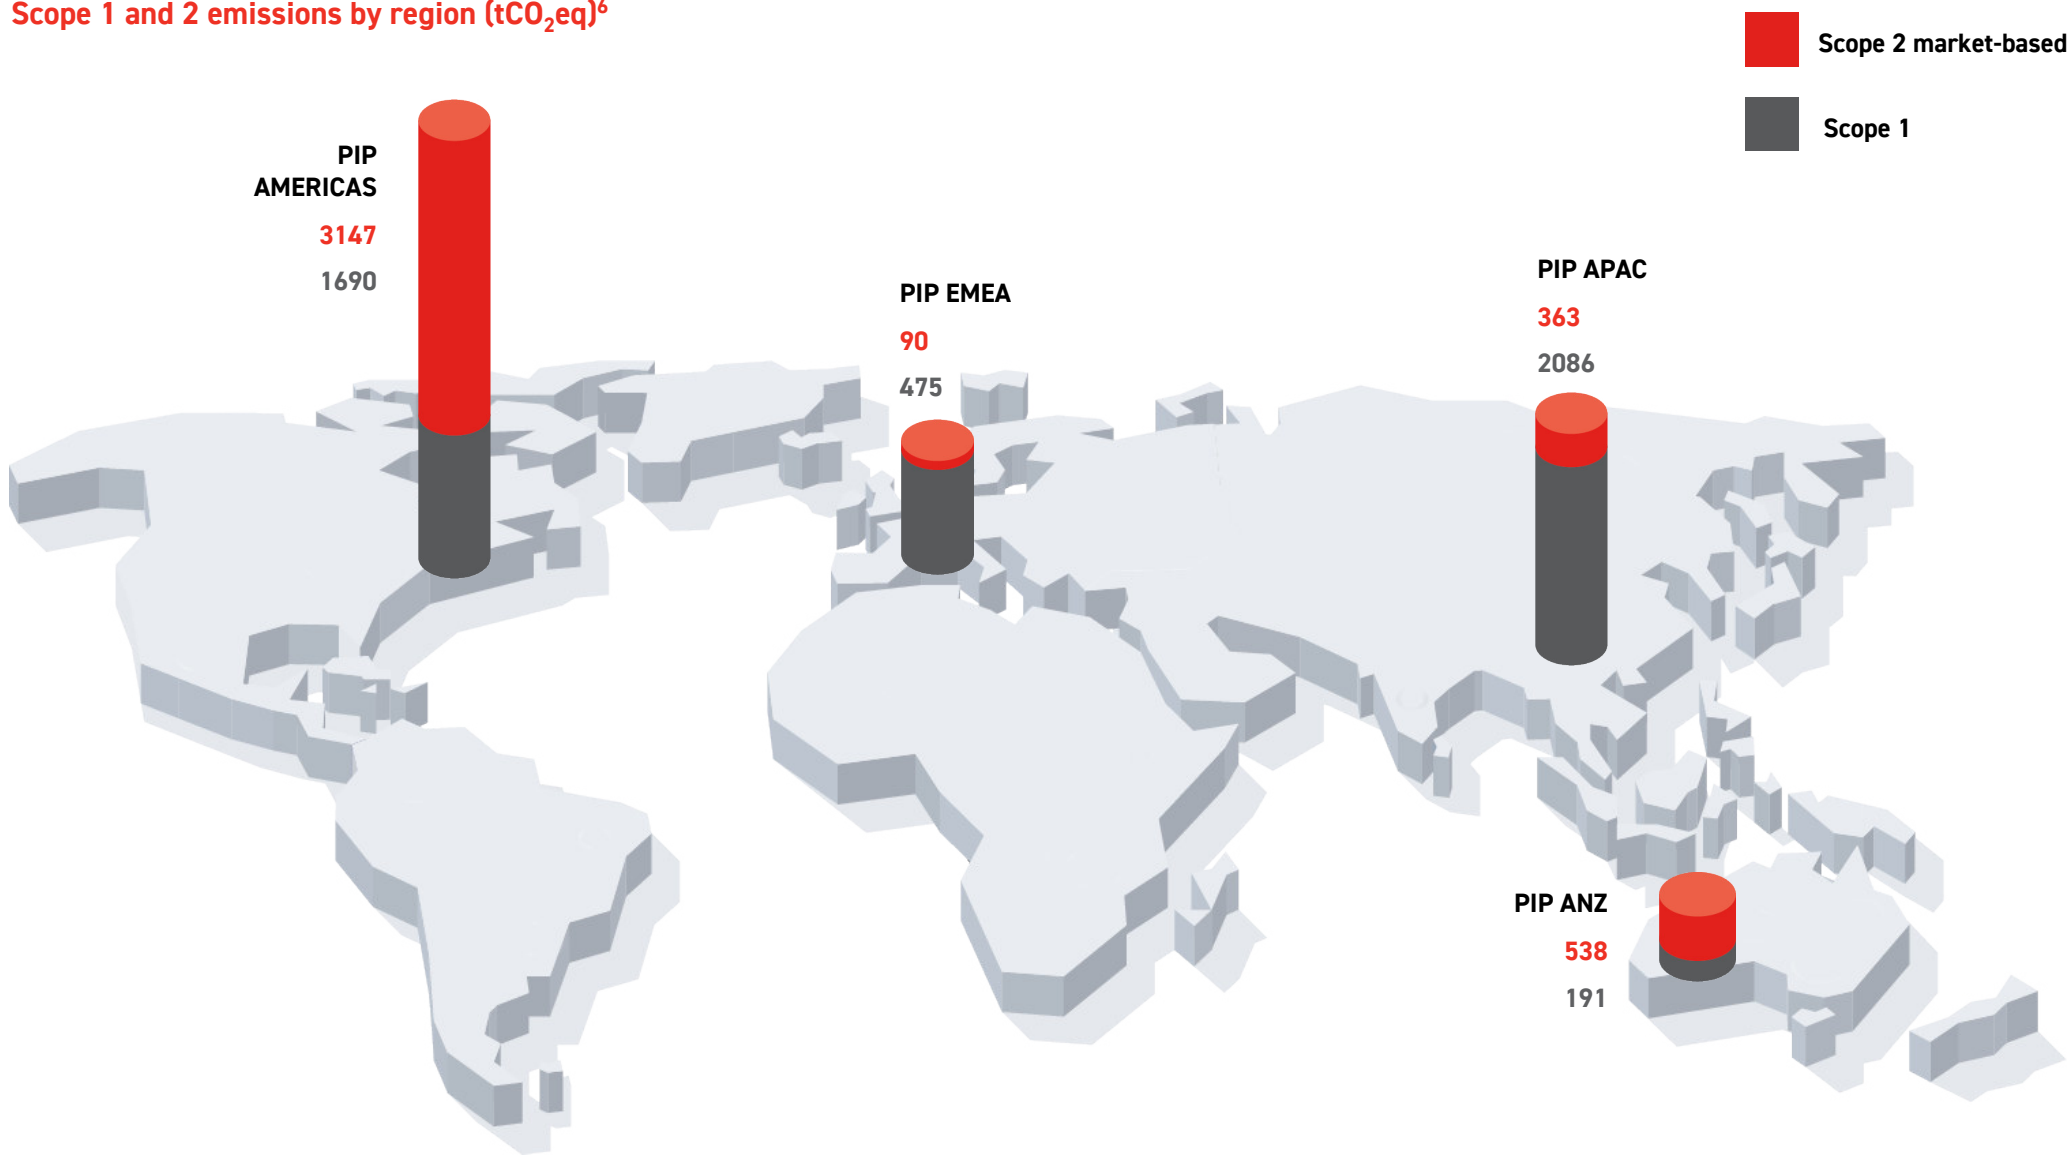 Scope 1 and 2 emissions by region (tCO₂eq)⁶
Scope 2 market-based
Scope 1
PIP
AMERICAS
3147
1690
PIP EMEA
90
475
PIP APAC
363
2086
PIP ANZ
538
191